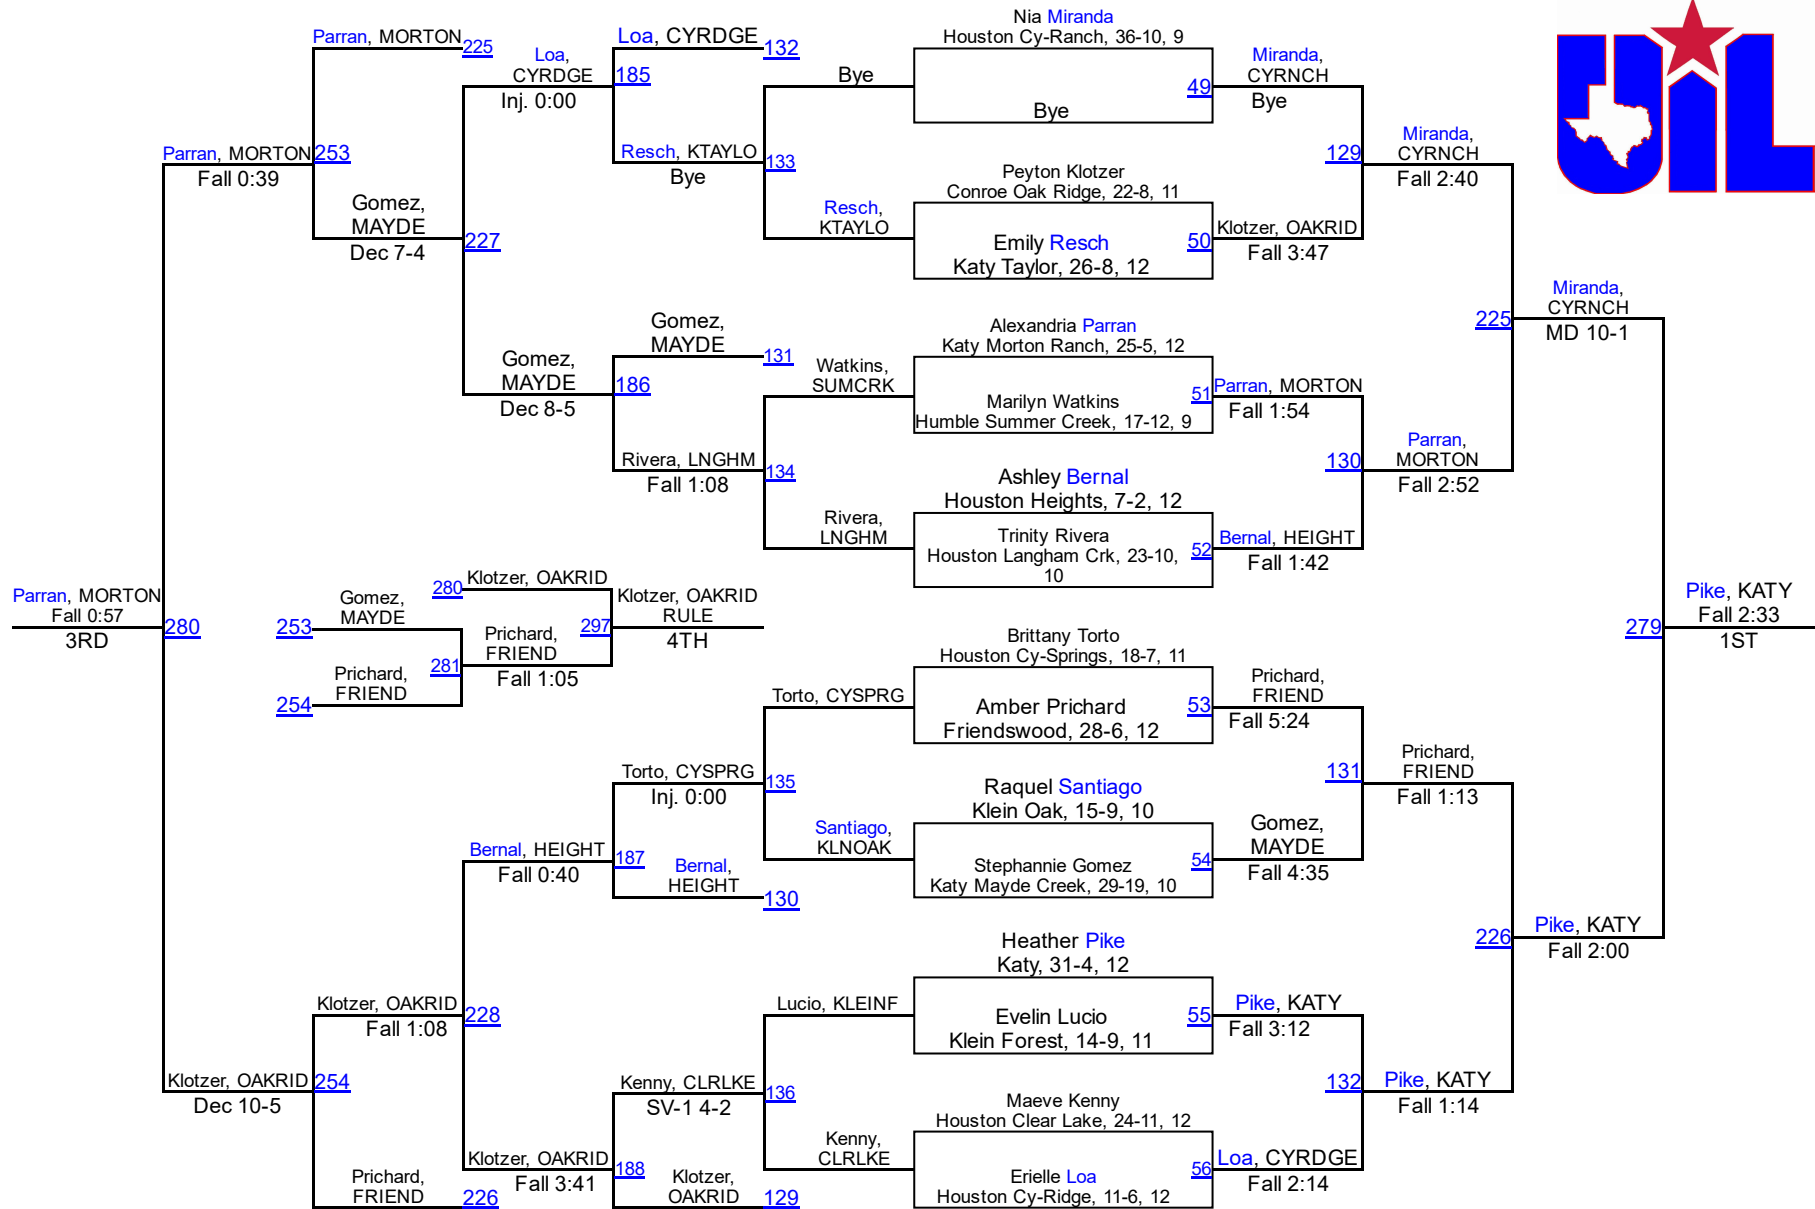 Nia Miranda
Houston Cy-Ranch, 36-10, 9
Parran, MORTON
225
Loa,
CYRDGE
Inj. 0:00
Loa, CYRDGE
132
185
Bye
49
Bye
Miranda,
CYRNCH
Bye
UIL
Parran, MORTON
253
Fall 0:39
Resch, KTAYLO
133
Bye
129
Miranda,
CYRNCH
Fall 2:40
Peyton Klotzer
Conroe Oak Ridge, 22-8, 11
Gomez,
MAYDE
227
Dec 7-4
Resch,
KTAYLO
Emily Resch
Katy Taylor, 26-8, 12
50
Klotzer, OAKRID
Fall 3:47
Miranda,
CYRNCH
225
MD 10-1
Gomez,
MAYDE
131
Alexandria Parran
Katy Morton Ranch, 25-5, 12
Gomez,
MAYDE
186
Dec 8-5
Watkins,
SUMCRK
Marilyn Watkins
Humble Summer Creek, 17-12, 9
51
Parran, MORTON
Fall 1:54
Rivera, LNGHM
134
Fall 1:08
130
Parran,
MORTON
Fall 2:52
Ashley Bernal
Houston Heights, 7-2, 12
Rivera,
LNGHM
Trinity Rivera
Houston Langham Crk, 23-10,
10
52
Bernal, HEIGHT
Fall 1:42
Parran, MORTON
Fall 0:57
3RD
280
253
Gomez,
MAYDE
280
Klotzer, OAKRID
297
Klotzer, OAKRID
RULE
4TH
281
Prichard,
FRIEND
Fall 1:05
254
Prichard,
FRIEND
279
Pike, KATY
Fall 2:33
1ST
Brittany Torto
Houston Cy-Springs, 18-7, 11
Torto, CYSPRG
Amber Prichard
Friendswood, 28-6, 12
53
Prichard,
FRIEND
Fall 5:24
Torto, CYSPRG
135
Inj. 0:00
131
Prichard,
FRIEND
Fall 1:13
Raquel Santiago
Klein Oak, 15-9, 10
Bernal, HEIGHT
187
Fall 0:40
Bernal,
HEIGHT
130
Santiago,
KLNOAK
Stephannie Gomez
Katy Mayde Creek, 29-19, 10
54
Gomez,
MAYDE
Fall 4:35
226
Pike, KATY
Fall 2:00
Heather Pike
Katy, 31-4, 12
Klotzer, OAKRID
228
Fall 1:08
Lucio, KLEINF
Evelin Lucio
Klein Forest, 14-9, 11
55
Pike, KATY
Fall 3:12
Klotzer, OAKRID
254
Dec 10-5
Kenny, CLRLKE
136
SV-1 4-2
132
Pike, KATY
Fall 1:14
Maeve Kenny
Houston Clear Lake, 24-11, 12
Prichard,
FRIEND
226
Klotzer, OAKRID
188
Fall 3:41
Klotzer,
OAKRID
129
Kenny,
CLRLKE
Erielle Loa
Houston Cy-Ridge, 11-6, 12
56
Loa, CYRDGE
Fall 2:14